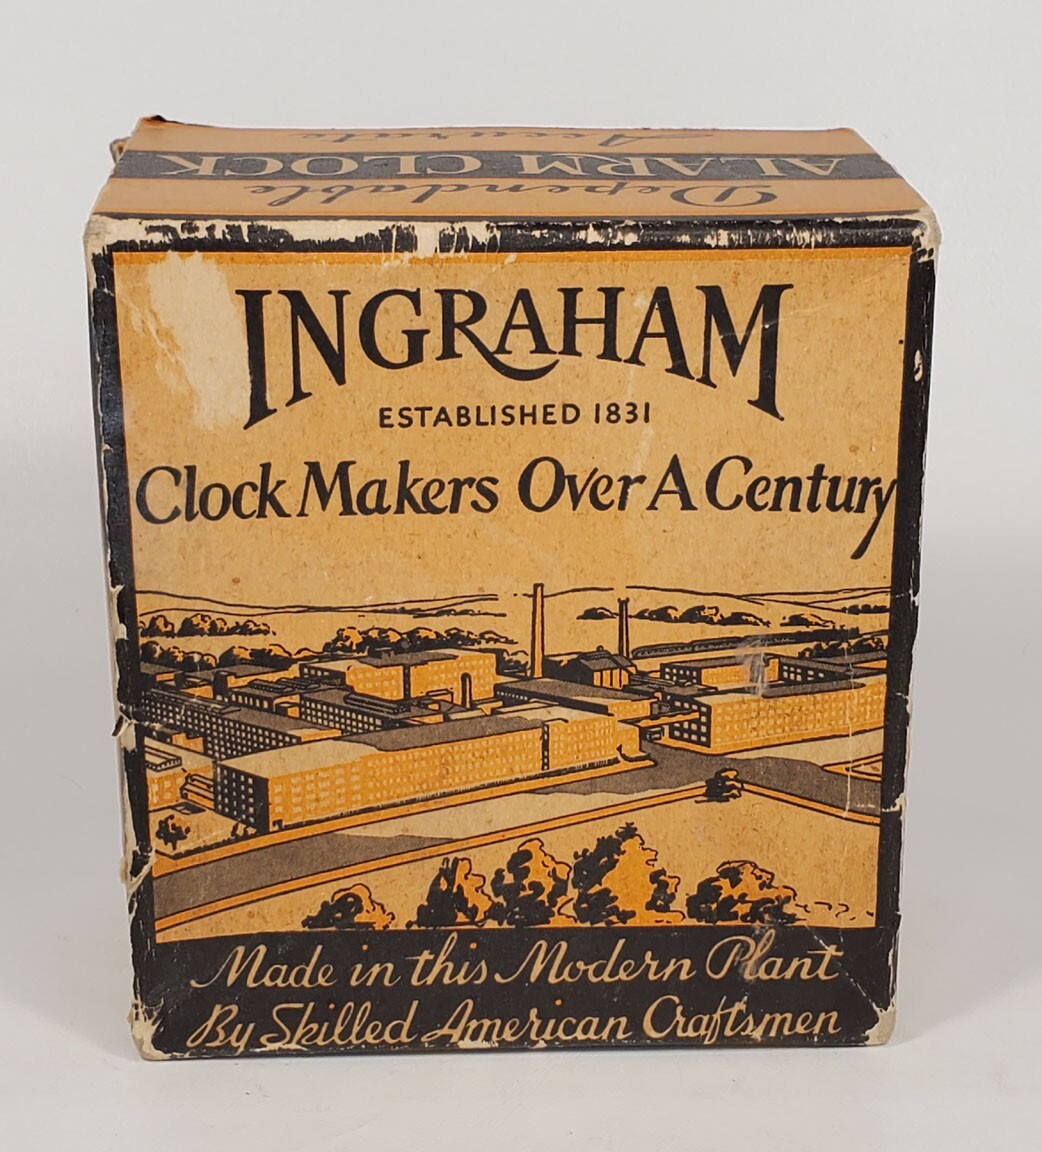 Accurate
ALARM CLOCK
Dependable
INGRAHAM
ESTABLISHED 1831
Clock Makers Over A Century
Made in this Modern Plant
By Skilled American Craftsmen